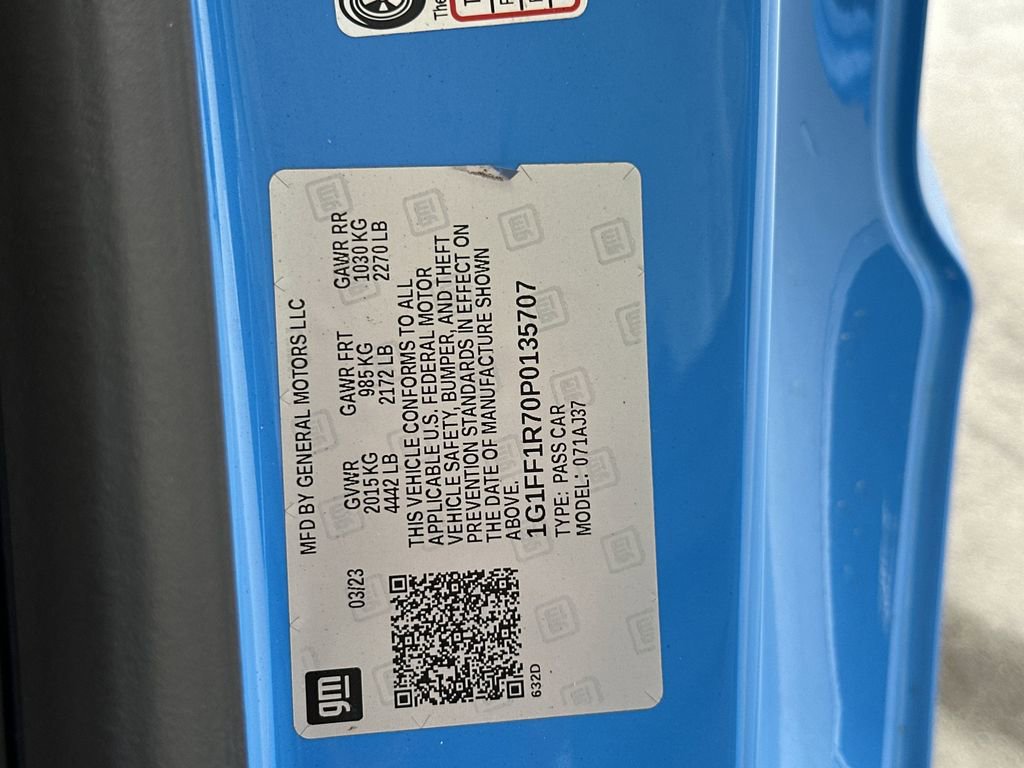 The
gm
MFD BY GENERAL MOTORS LLC
03/23 GVWR GAWR FRT GAWR RR
2015 KG 985 KG 1030 KG
4442 LB 2172 LB 2270 LB
THIS VEHICLE CONFORMS TO ALL
APPLICABLE U.S. FEDERAL MOTOR
VEHICLE SAFETY, BUMPER, AND THEFT
PREVENTION STANDARDS IN EFFECT ON
THE DATE OF MANUFACTURE SHOWN
ABOVE.
1G1FF1R70P0135707
632D
TYPE: PASS CAR
MODEL: 071AJ37